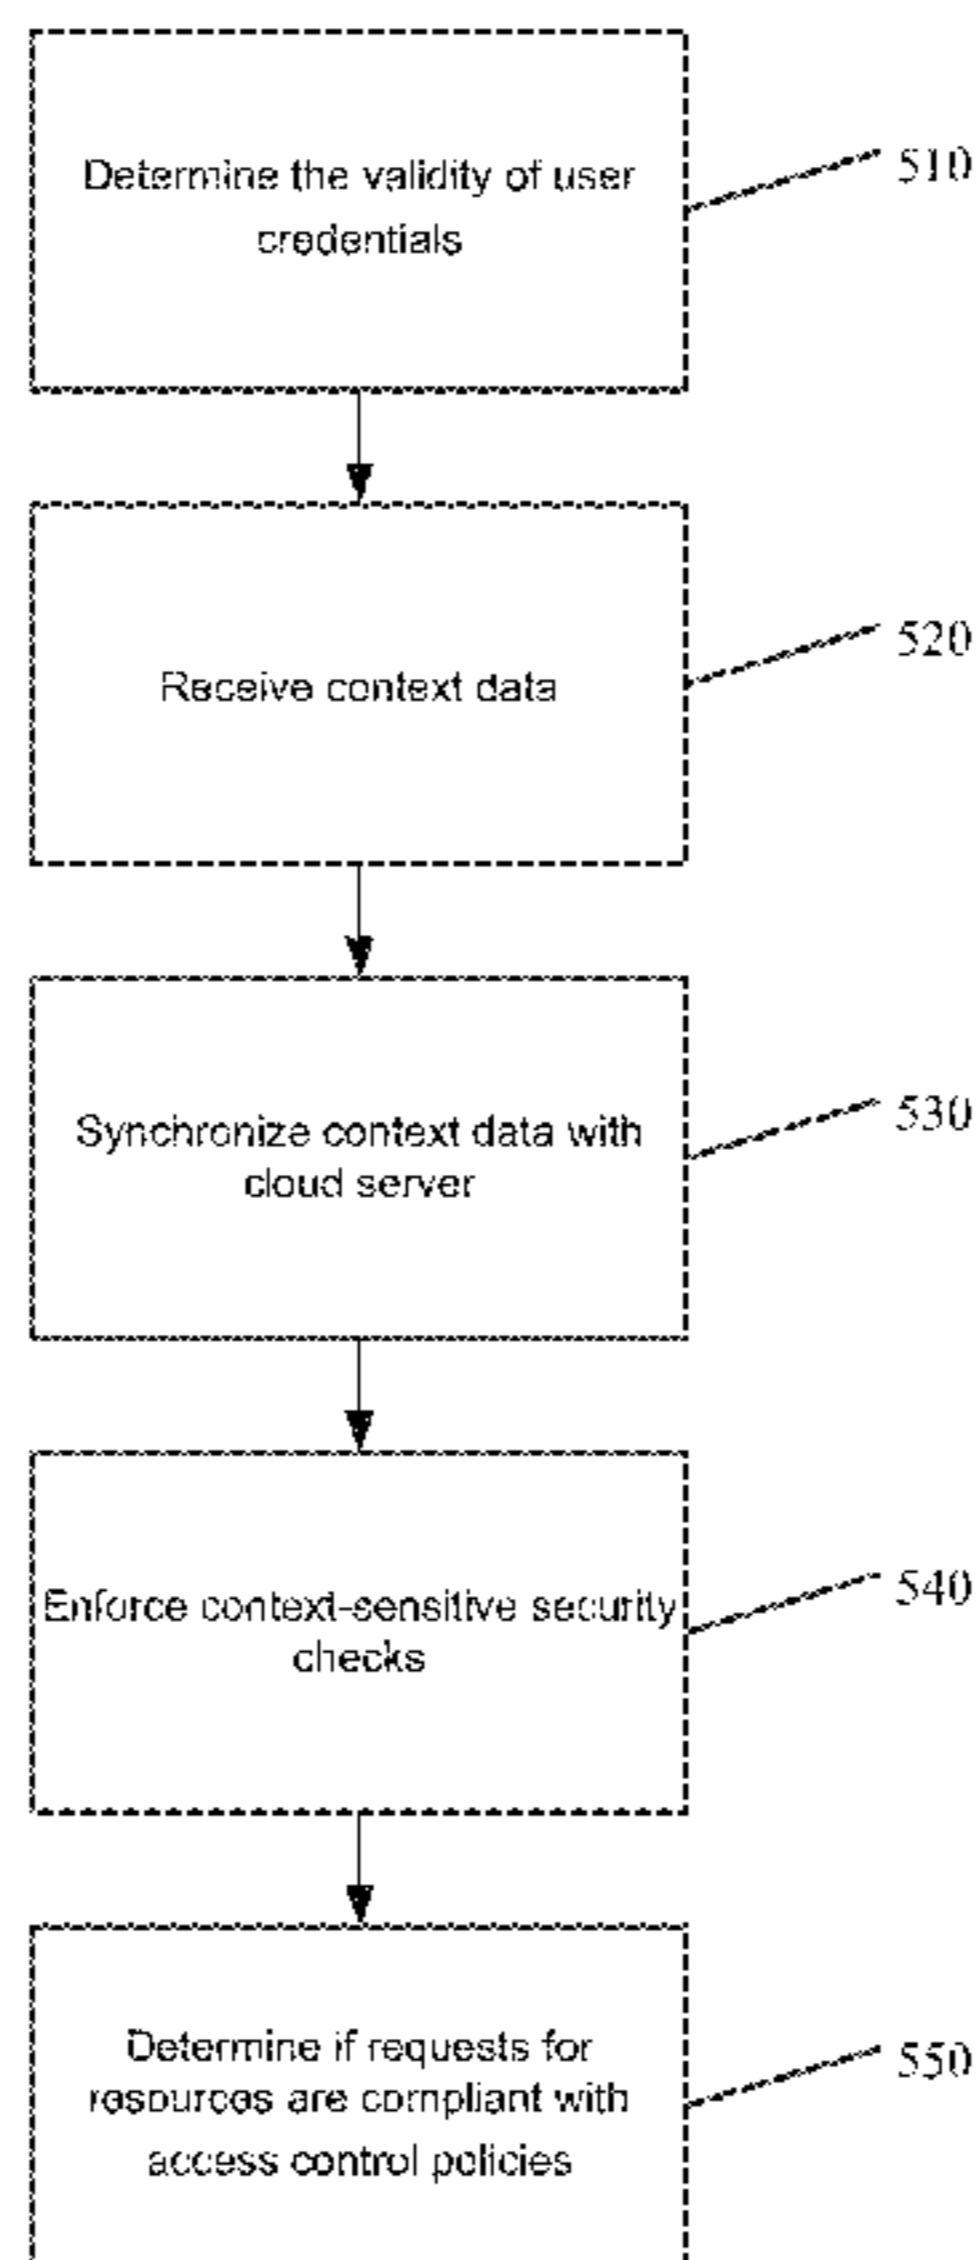 Determine the validity of user
credentials
510
Receive context data
520
Synchronize context data with
cloud server
530
Enforce context-sensitive security
checks
540
Determine if requests for
resources are compliant with
access control policies
550